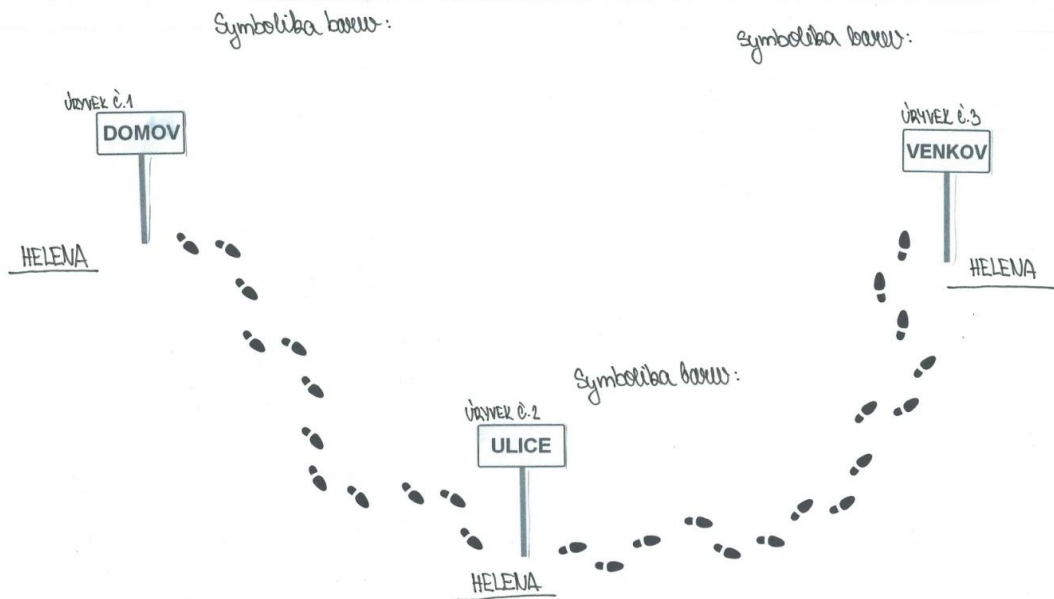 Symbolika barev:
Symbolika barev:
ÚRYVEK č.1
DOMOV
HELENA
ÚRYVEK č.3
VENKOV
HELENA
Symbolika barev:
ÚRYVEK č.2
ULICE
HELENA